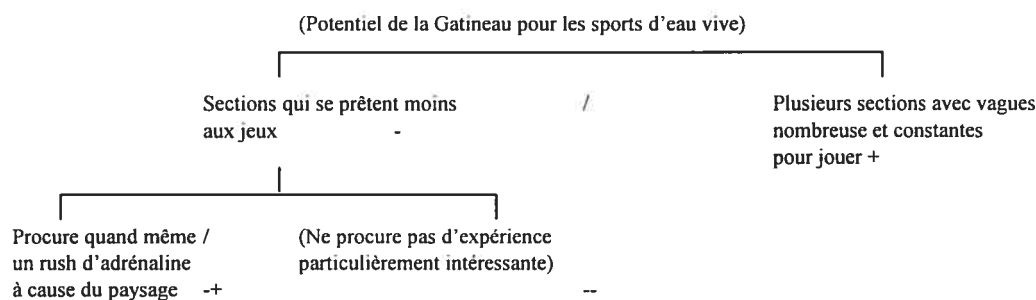 (Potentiel de la Gatineau pour les sports d'eau vive)
Sections qui se prêtent moins / Plusieurs sections avec vagues
aux jeux - nombreuse et constantes
pour jouer +
Procure quand même / (Ne procure pas d'expérience
un rush d'adrénaline particulièrement intéressante)
à cause du paysage -+ --